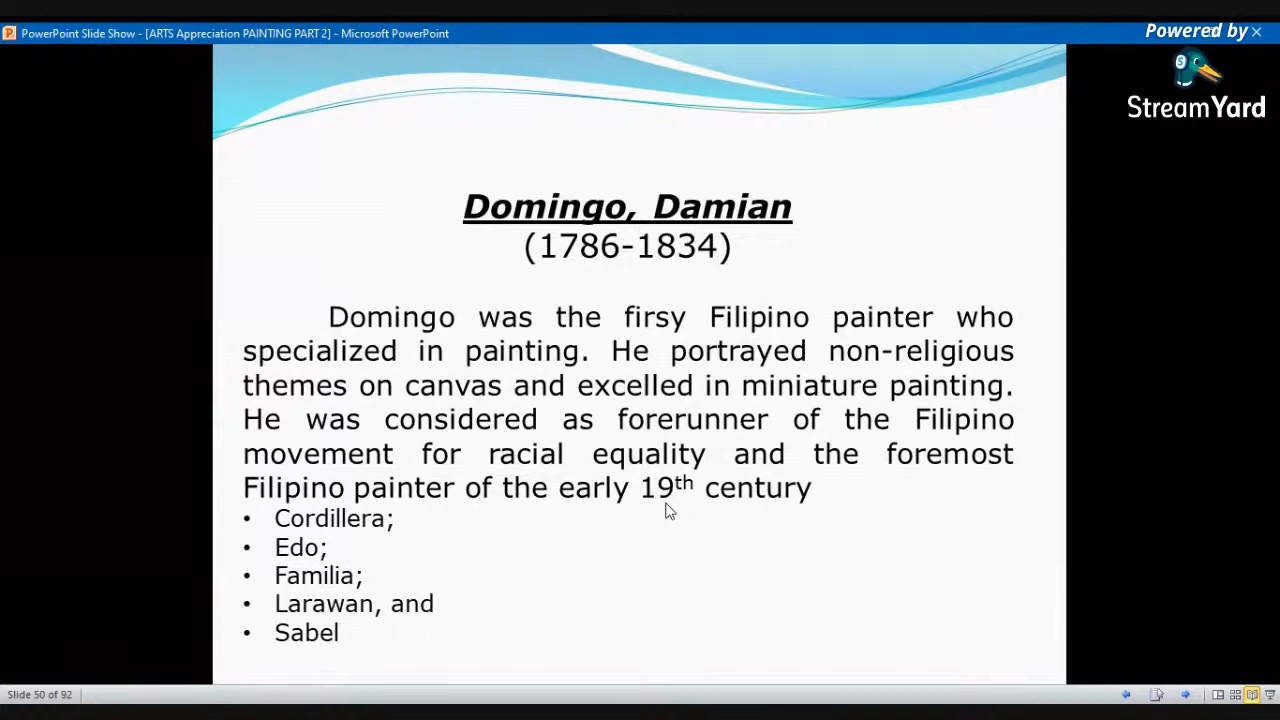 PowerPoint Slide Show - [ARTS Appreciation PAINTING PART 2] - Microsoft PowerPoint
Powered by
StreamYard
Domingo, Damian
(1786-1834)
Domingo was the firsy Filipino painter who
specialized in painting. He portrayed non-religious
themes on canvas and excelled in miniature painting.
He was considered as forerunner of the Filipino
movement for racial equality and the foremost
Filipino painter of the early 19th century
• Cordillera;
• Edo;
• Familia;
• Larawan, and
• Sabel
Slide 50 of 92